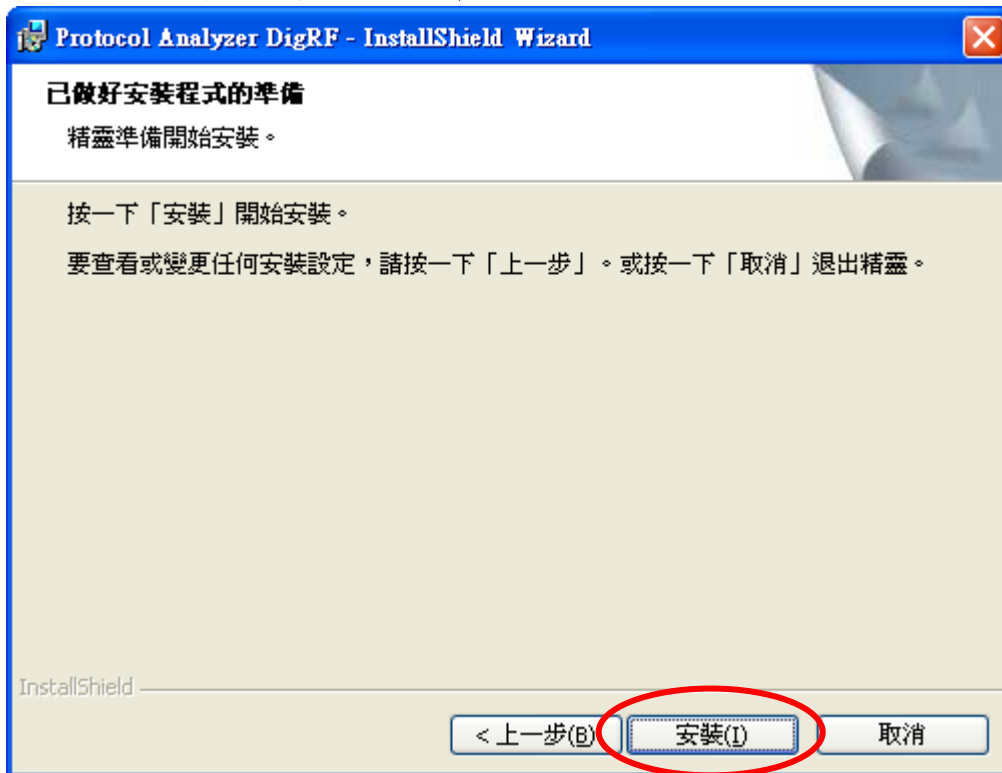 Protocol Analyzer DigRF - InstallShield Wizard
已做好安裝程式的準備
精靈準備開始安裝。
按一下「安裝」開始安裝。
要查看或變更任何安裝設定,請按一下「上一步」。或按一下「取消」退出精靈。
InstallShield
< 上一步(B) 安裝(I) 取消